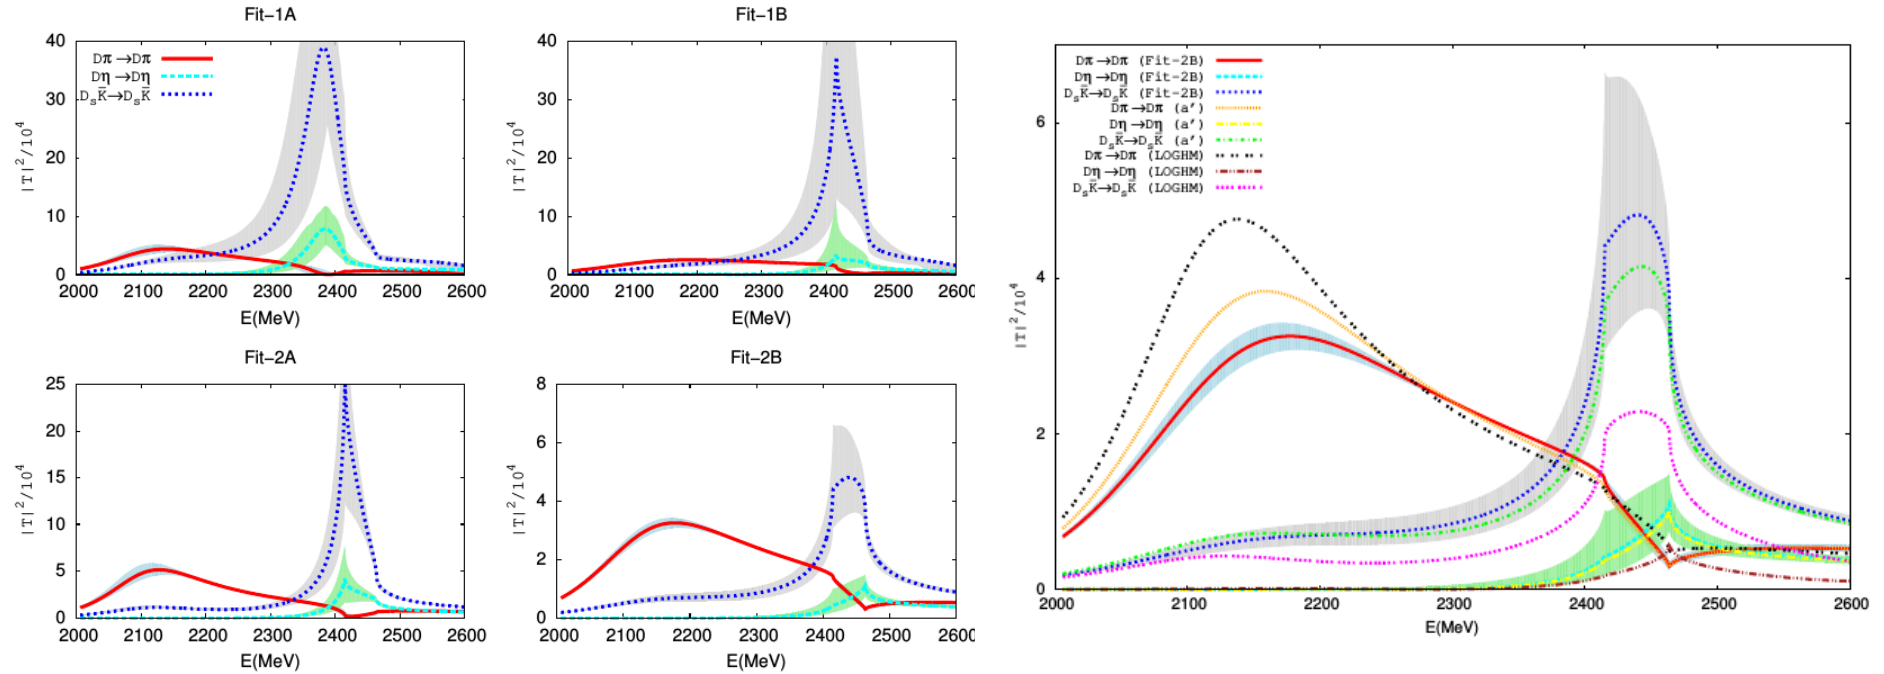 Fit−1A
|T|²/10⁴
40
30
20
10
0
Dπ→Dπ
Dη→Dη
DₛK̄→DₛK̄
2000 2100 2200 2300 2400 2500 2600
E(MeV)
Fit−1B
|T|²/10⁴
40
30
20
10
0
2000 2100 2200 2300 2400 2500 2600
E(MeV)
Fit−2A
|T|²/10⁴
25
20
15
10
5
0
2000 2100 2200 2300 2400 2500 2600
E(MeV)
Fit−2B
|T|²/10⁴
8
6
4
2
0
2000 2100 2200 2300 2400 2500 2600
E(MeV)
|T|²/10⁴
6
4
2
0
Dπ→Dπ (Fit-2B)
Dη→Dη (Fit-2B)
DₛK̄→DₛK̄ (Fit-2B)
Dπ→Dπ (a')
Dη→Dη (a')
DₛK̄→DₛK̄ (a')
Dπ→Dπ (LOGHM)
Dη→Dη (LOGHM)
DₛK̄→DₛK̄ (LOGHM)
2000 2100 2200 2300 2400 2500 2600
E(MeV)